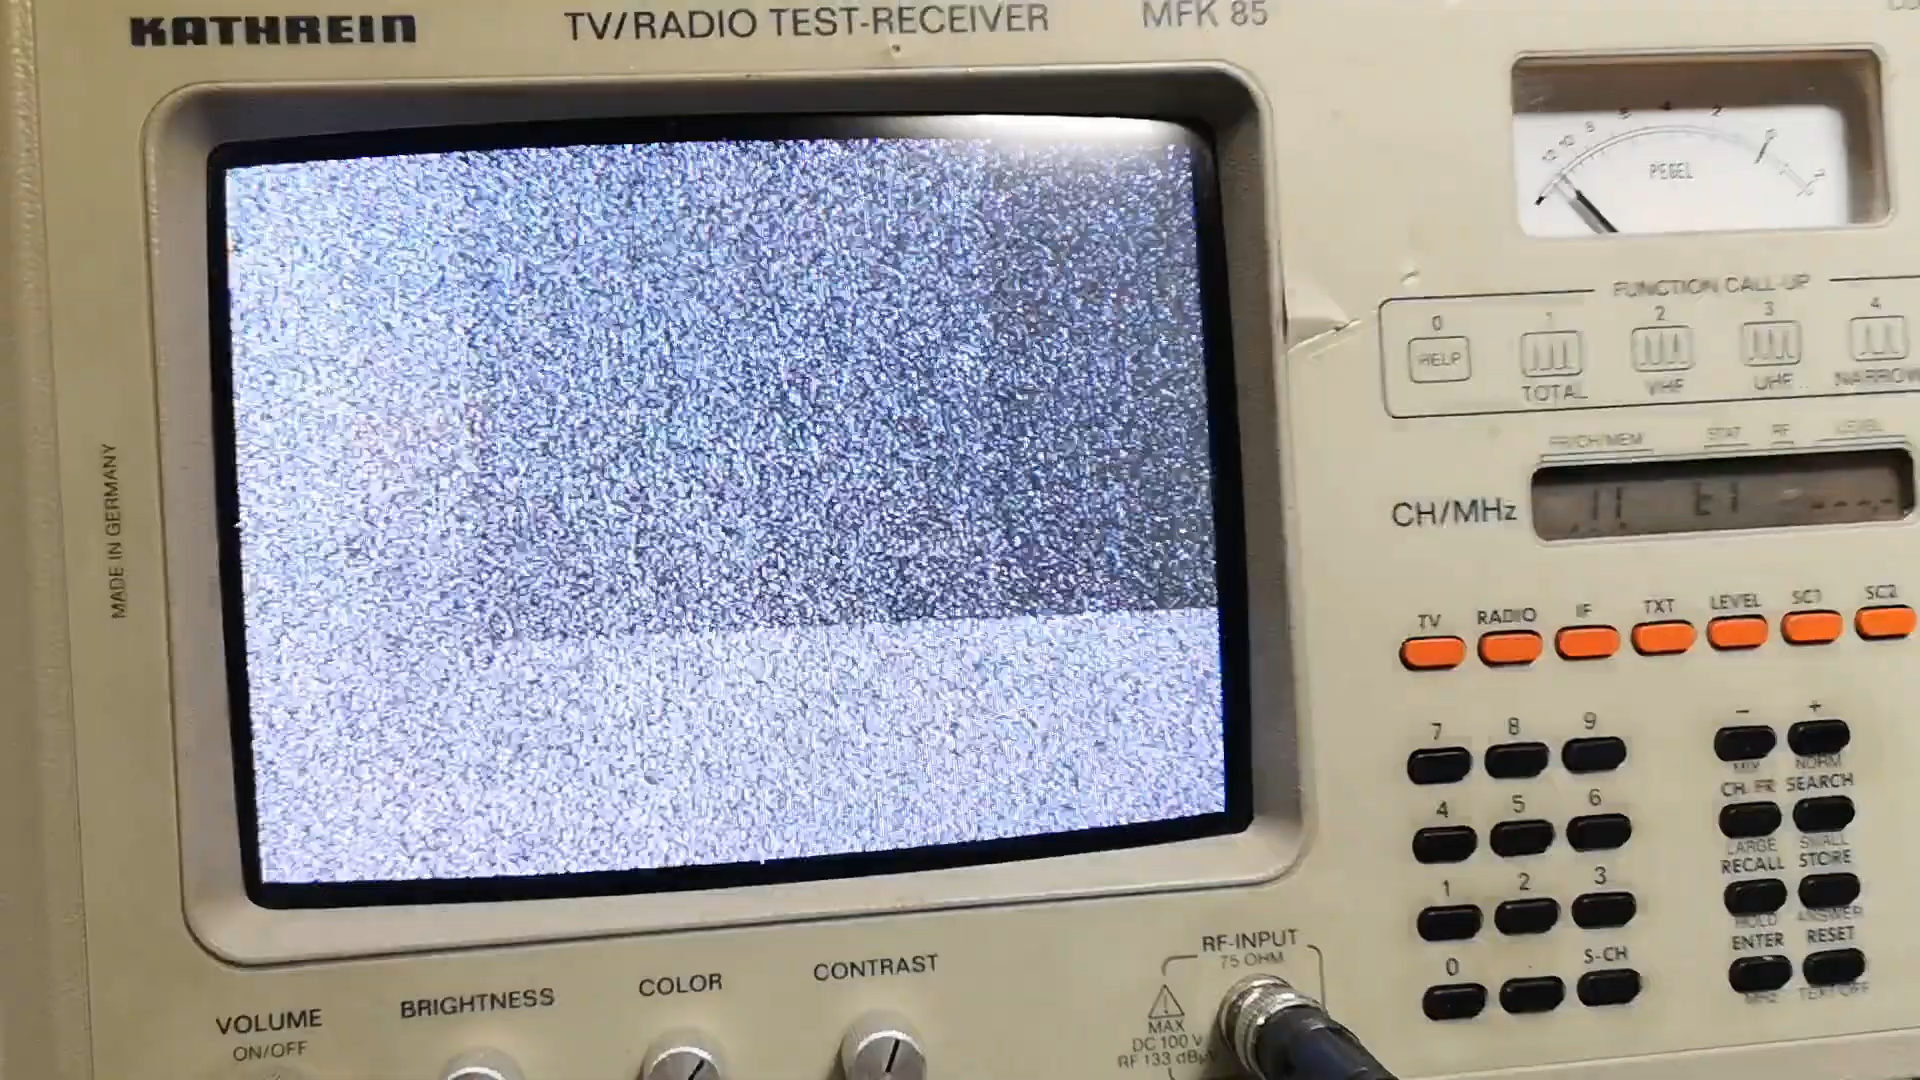 KATHREIN
TV/RADIO TEST-RECEIVER
MFK 85
MADE IN GERMANY
PEGEL
FUNCTION CALL-UP
0 1 2 3 4
HELP
TOTAL VHF UHF NARROW
FR/CH/MEM STAT RF LEVEL
CH/MHz
TV RADIO IF TXT LEVEL SC1 SC2
7 8 9 - +
MIX NORM
CH/FR SEARCH
4 5 6
LARGE SMALL
RECALL STORE
1 2 3
HOLD ANSWER
ENTER RESET
0 . S-CH
MHz TEXT OFF
VOLUME
ON/OFF
BRIGHTNESS
COLOR
CONTRAST
RF-INPUT
75 OHM
MAX
DC 100 V
RF 133 dBµV